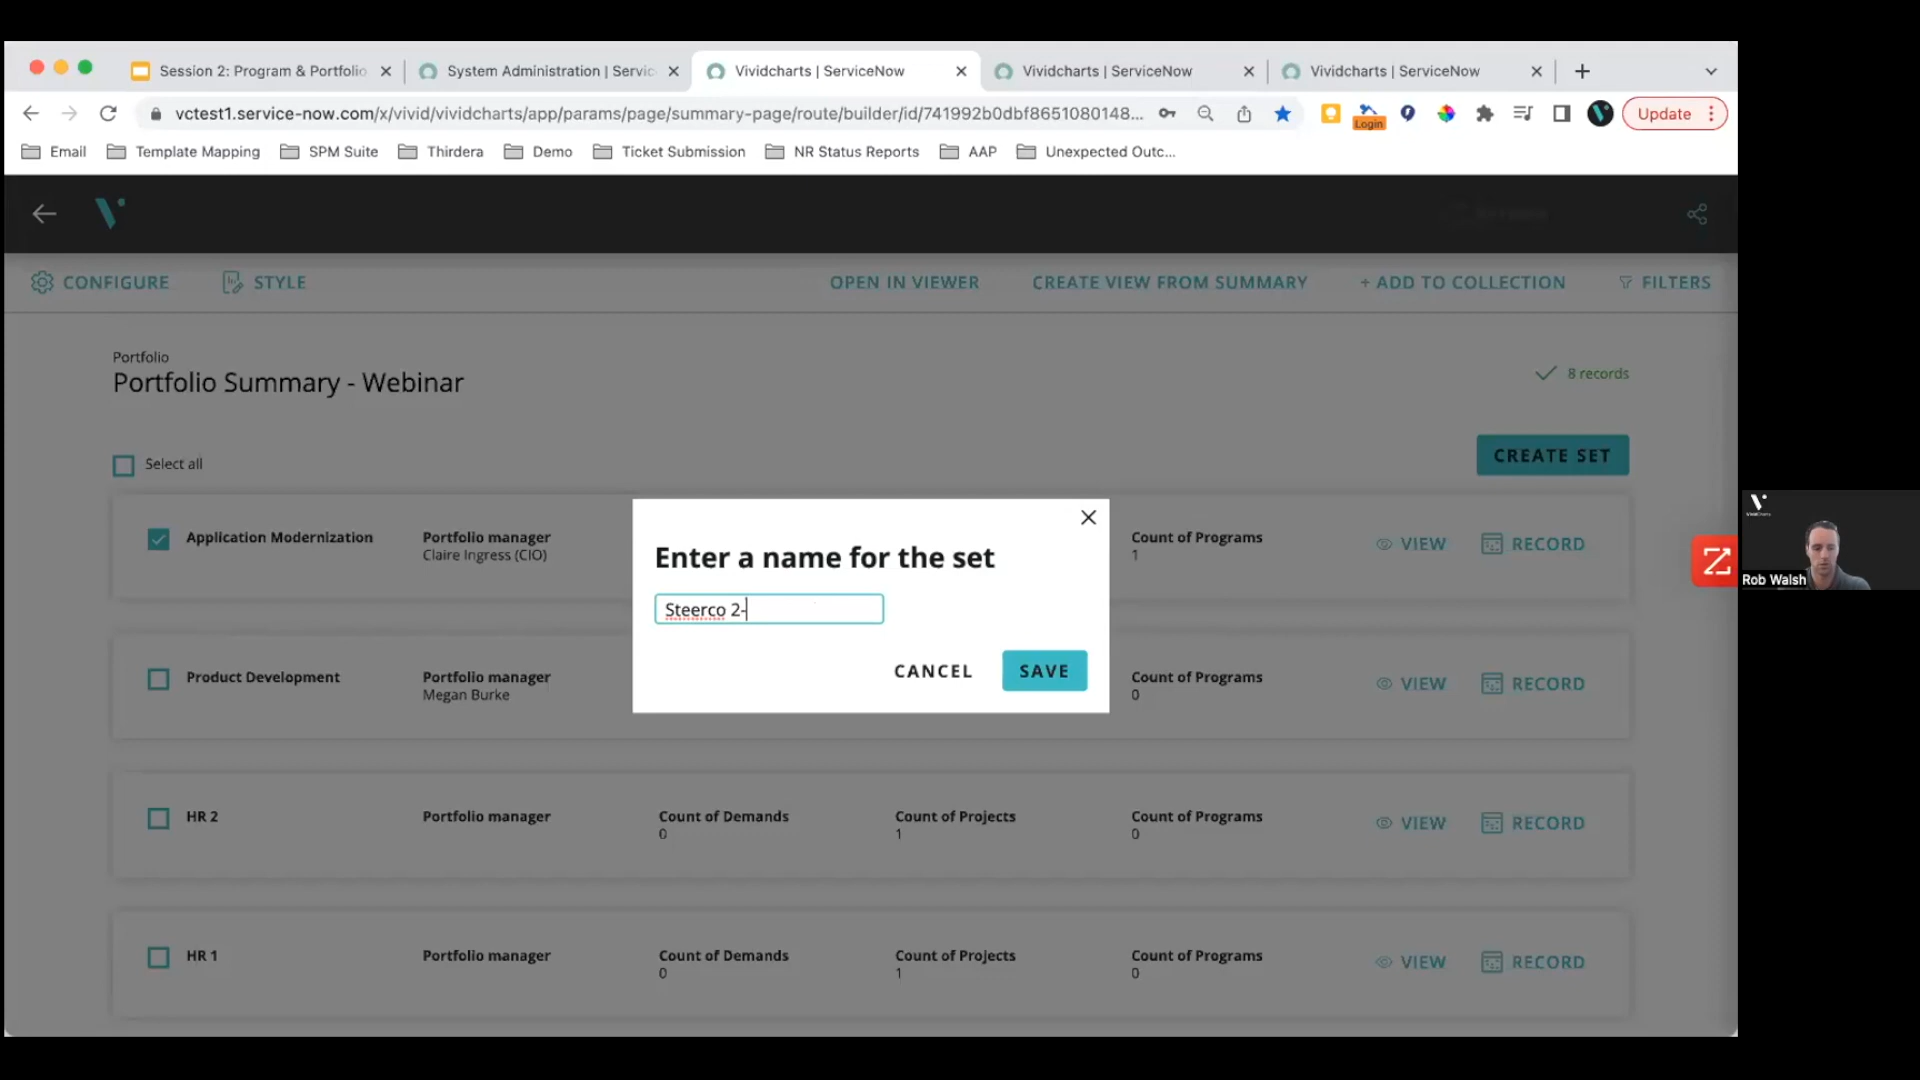 Session 2: Program & Portfolio
System Administration | Servic
Vividcharts | ServiceNow
Vividcharts | ServiceNow
Vividcharts | ServiceNow
vctest1.service-now.com/x/vivid/vividcharts/app/params/page/summary-page/route/builder/id/741992b0dbf8651080148...
Login
Update
Email
Template Mapping
SPM Suite
Thirdera
Demo
Ticket Submission
NR Status Reports
AAP
Unexpected Outc...
CONFIGURE
STYLE
OPEN IN VIEWER
CREATE VIEW FROM SUMMARY
+ ADD TO COLLECTION
FILTERS
Portfolio
Portfolio Summary - Webinar
8 records
Select all
CREATE SET
Application Modernization
Portfolio manager
Claire Ingress (CIO)
Count of Programs
1
VIEW
RECORD
Enter a name for the set
Steerco 2-
CANCEL
SAVE
Product Development
Portfolio manager
Megan Burke
Count of Programs
0
VIEW
RECORD
HR 2
Portfolio manager
Count of Demands
0
Count of Projects
1
Count of Programs
0
VIEW
RECORD
HR 1
Portfolio manager
Count of Demands
0
Count of Projects
1
Count of Programs
0
VIEW
RECORD
Rob Walsh